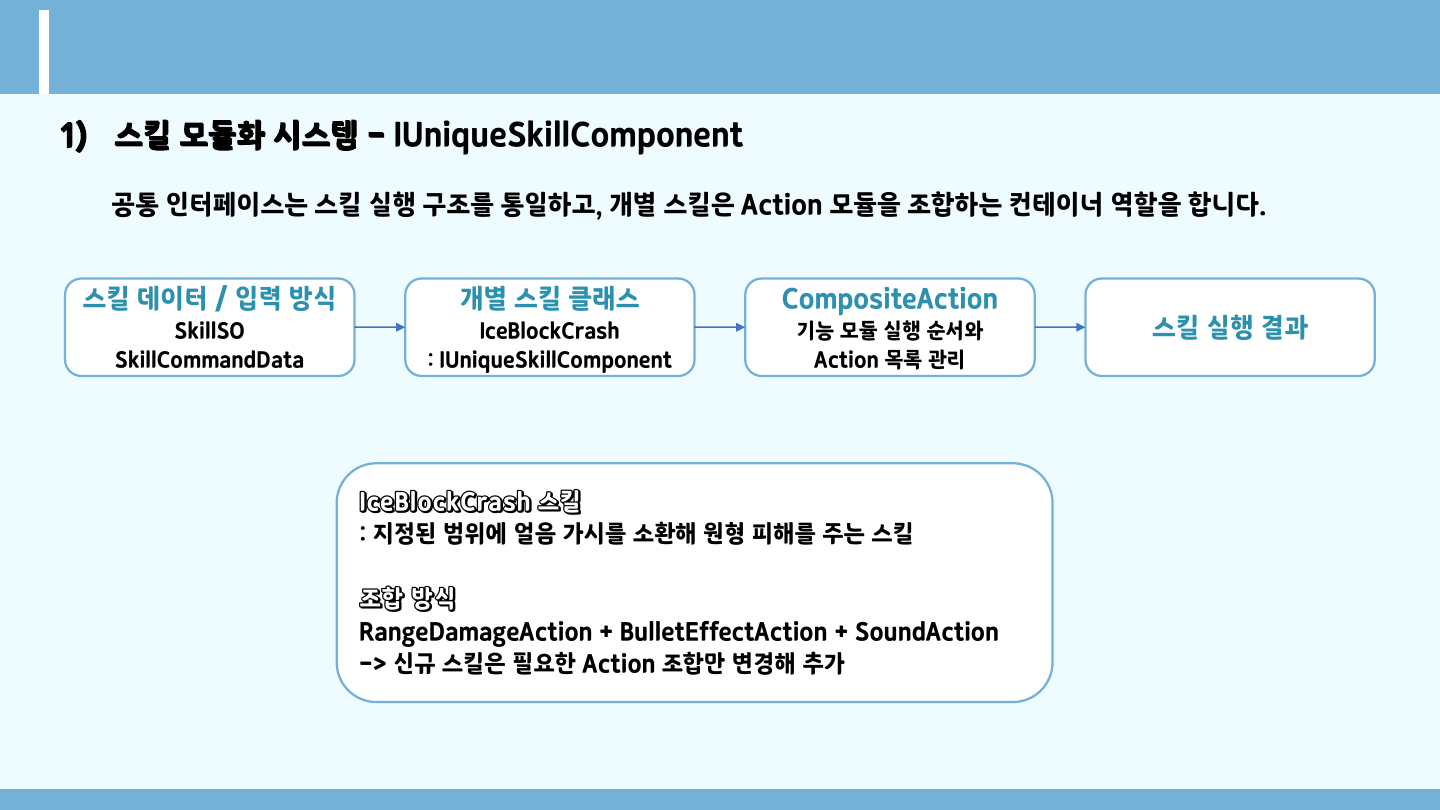 1) 스킬 모듈화 시스템 - IUniqueSkillComponent
공통 인터페이스는 스킬 실행 구조를 통일하고, 개별 스킬은 Action 모듈을 조합하는 컨테이너 역할을 합니다.
스킬 데이터 / 입력 방식
SkillSO
SkillCommandData
개별 스킬 클래스
IceBlockCrash
: IUniqueSkillComponent
CompositeAction
기능 모듈 실행 순서와
Action 목록 관리
스킬 실행 결과
IceBlockCrash 스킬
: 지정된 범위에 얼음 가시를 소환해 원형 피해를 주는 스킬
조합 방식
RangeDamageAction + BulletEffectAction + SoundAction
-> 신규 스킬은 필요한 Action 조합만 변경해 추가